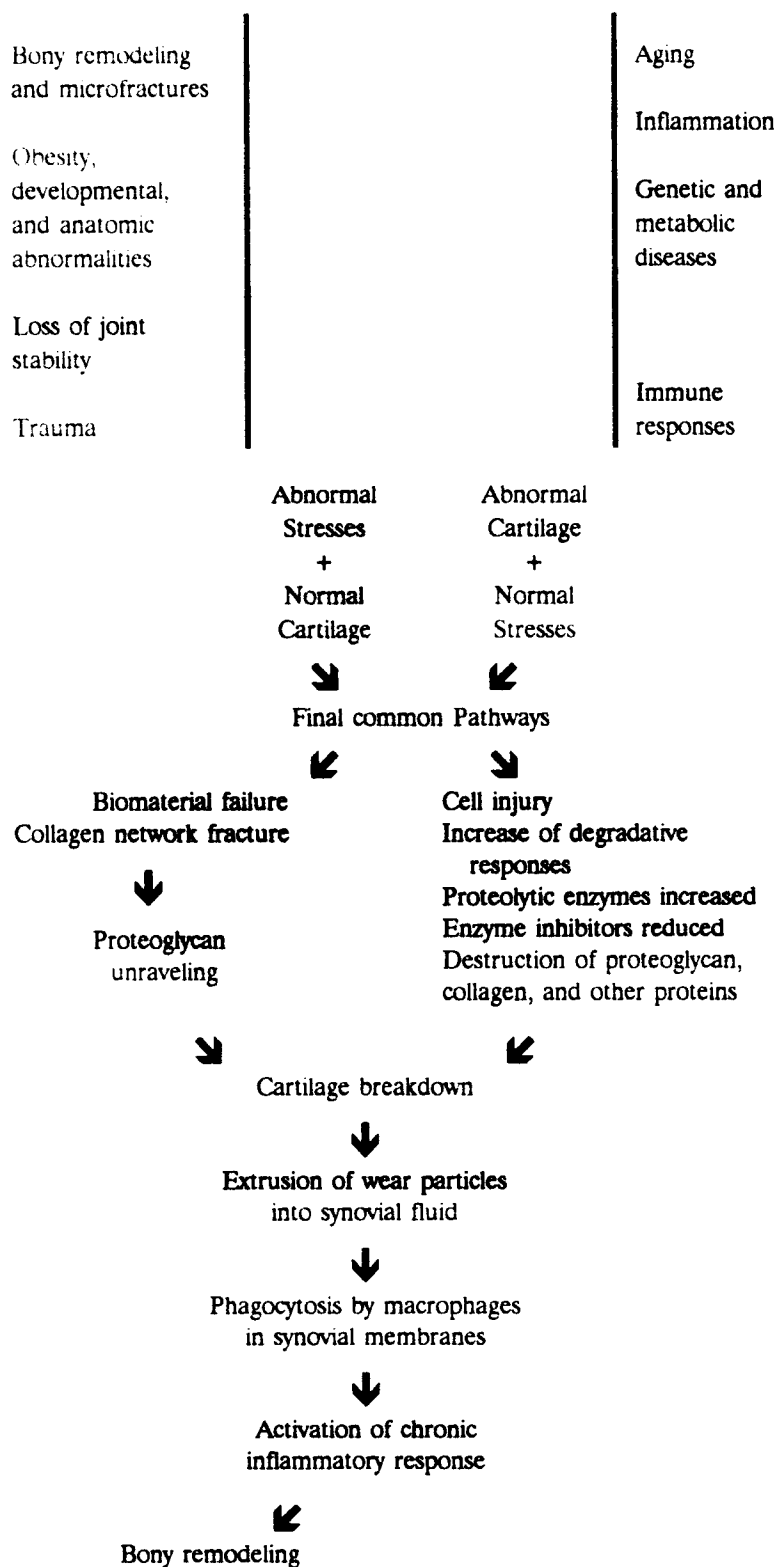 Bony remodeling
and microfractures
Obesity,
developmental,
and anatomic
abnormalities
Loss of joint
stability
Trauma
Aging
Inflammation
Genetic and
metabolic
diseases
Immune
responses
Abnormal
Stresses
+
Normal
Cartilage
Abnormal
Cartilage
+
Normal
Stresses
Final common Pathways
Biomaterial failure
Collagen network fracture
Proteoglycan
unraveling
Cell injury
Increase of degradative
responses
Proteolytic enzymes increased
Enzyme inhibitors reduced
Destruction of proteoglycan,
collagen, and other proteins
Cartilage breakdown
Extrusion of wear particles
into synovial fluid
Phagocytosis by macrophages
in synovial membranes
Activation of chronic
inflammatory response
Bony remodeling